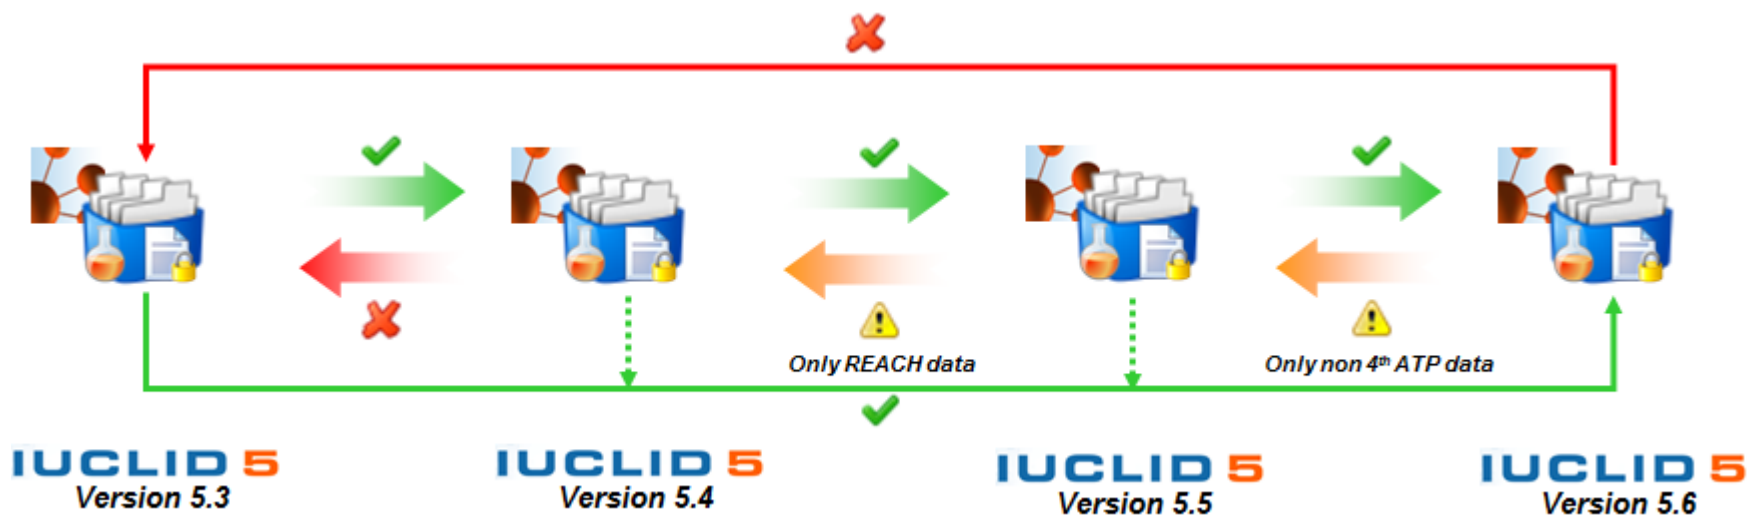 Only REACH data
Only non 4th ATP data
IUCLID 5
Version 5.3
IUCLID 5
Version 5.4
IUCLID 5
Version 5.5
IUCLID 5
Version 5.6